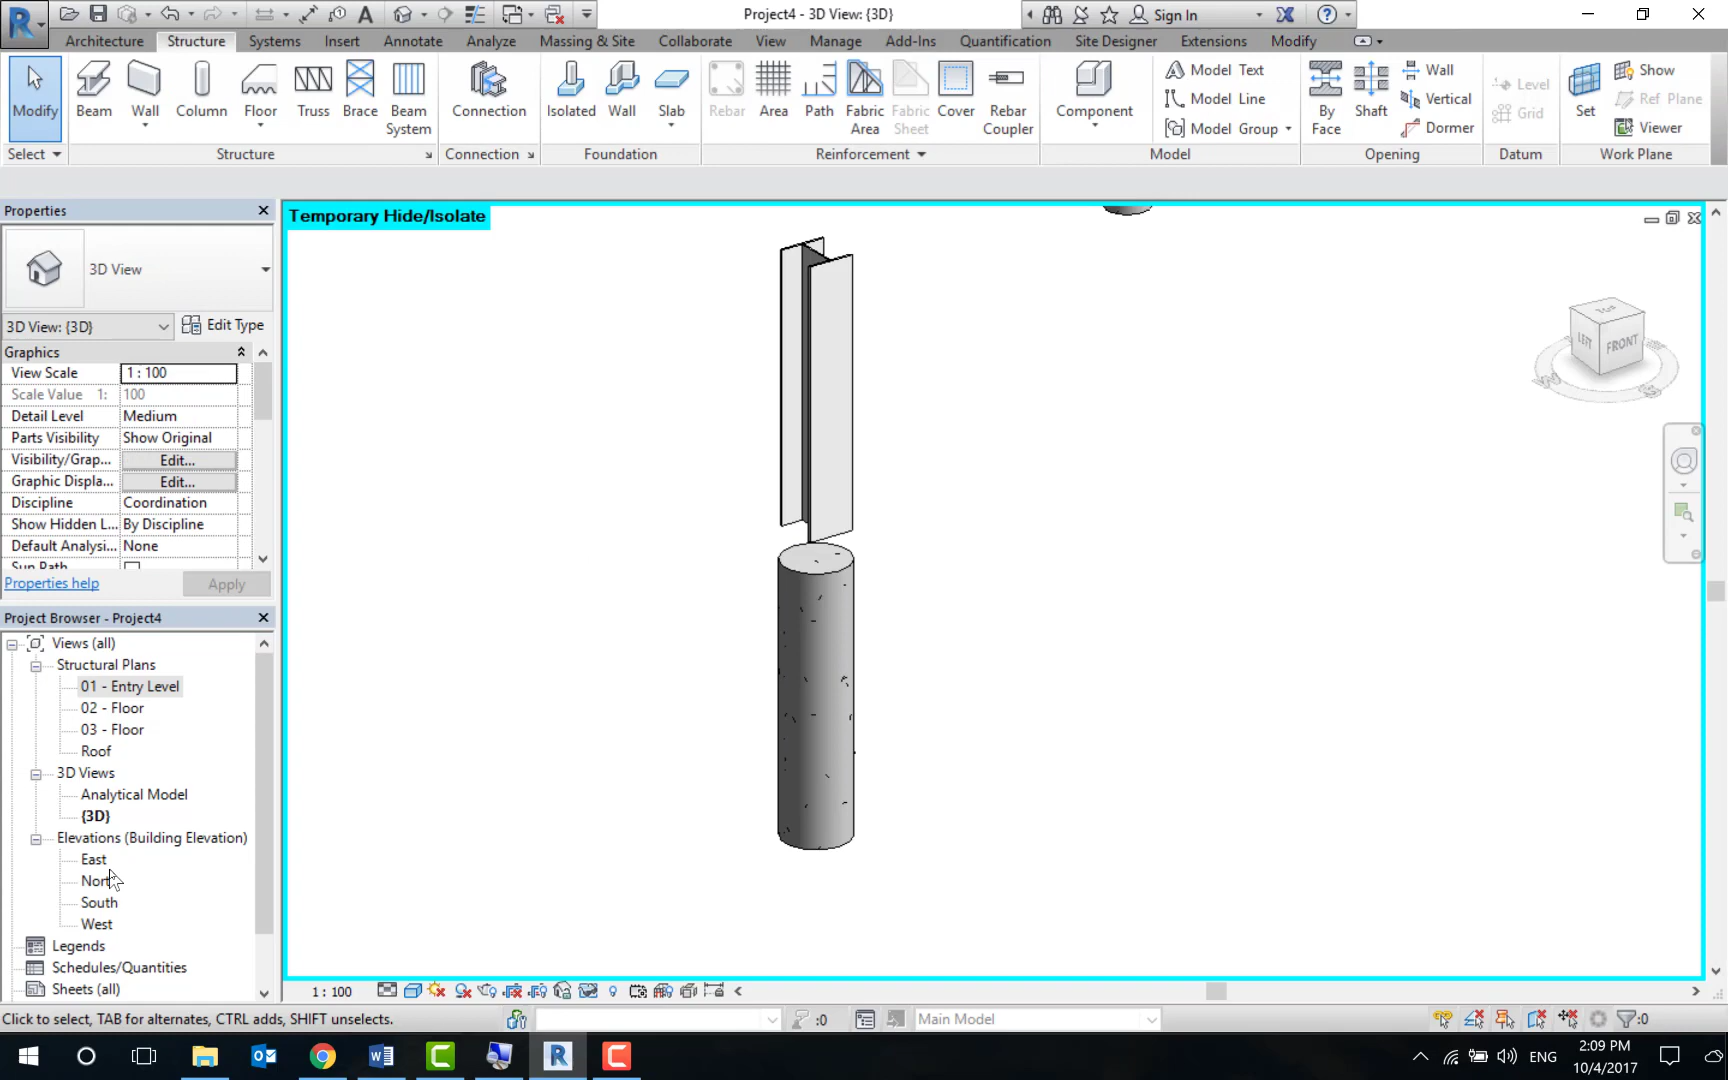 Project4 - 3D View: {3D}
Sign In
Architecture Structure Systems Insert Annotate Analyze Massing & Site Collaborate View Manage Add-Ins Quantification Site Designer Extensions Modify
Modify
Beam
Wall
Column
Floor
Truss
Brace
Beam System
Connection
Isolated
Wall
Slab
Rebar
Area
Path
Fabric Area
Fabric Sheet
Cover
Rebar Coupler
Component
Model Text
Model Line
Model Group
By Face
Shaft
Wall
Vertical
Dormer
Level
Grid
Set
Show
Ref Plane
Viewer
Select
Structure
Connection
Foundation
Reinforcement
Model
Opening
Datum
Work Plane
Properties
3D View
3D View: {3D} Edit Type
Graphics
View Scale 1 : 100
Scale Value 1: 100
Detail Level Medium
Parts Visibility Show Original
Visibility/Grap... Edit...
Graphic Displa... Edit...
Discipline Coordination
Show Hidden L... By Discipline
Default Analysi... None
Sun Path
Properties help Apply
Project Browser - Project4
Views (all)
Structural Plans
01 - Entry Level
02 - Floor
03 - Floor
Roof
3D Views
Analytical Model
{3D}
Elevations (Building Elevation)
East
North
South
West
Legends
Schedules/Quantities
Sheets (all)
Temporary Hide/Isolate
TOP
LEFT
FRONT
W
S
1 : 100
Click to select, TAB for alternates, CTRL adds, SHIFT unselects.
:0
Main Model
:0
ENG
2:09 PM
10/4/2017